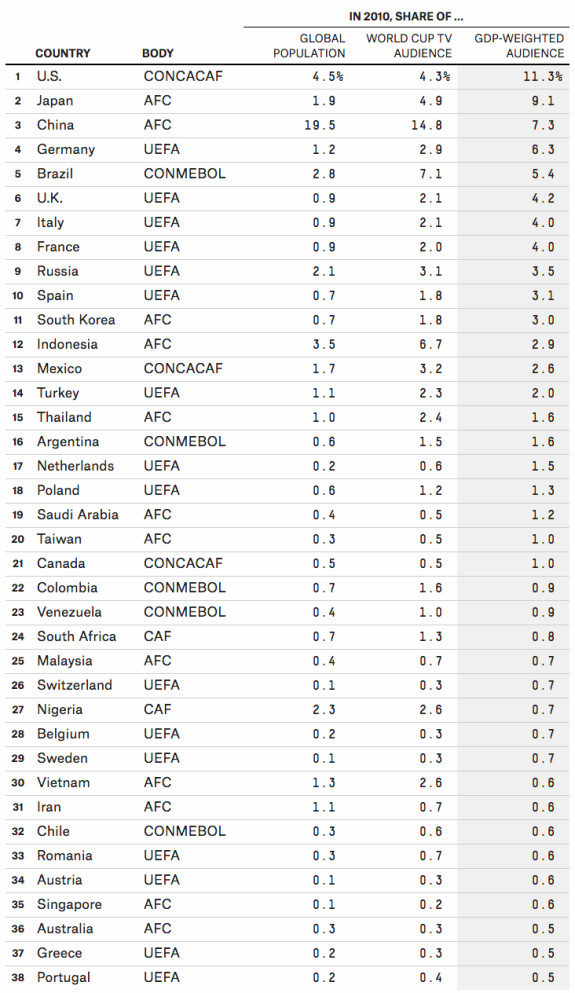 IN 2010, SHARE OF ...
GLOBAL WORLD CUP TV GDP-WEIGHTED
COUNTRY BODY POPULATION AUDIENCE AUDIENCE
1 U.S. CONCACAF 4.5% 4.3% 11.3%
2 Japan AFC 1.9 4.9 9.1
3 China AFC 19.5 14.8 7.3
4 Germany UEFA 1.2 2.9 6.3
5 Brazil CONMEBOL 2.8 7.1 5.4
6 U.K. UEFA 0.9 2.1 4.2
7 Italy UEFA 0.9 2.1 4.0
8 France UEFA 0.9 2.0 4.0
9 Russia UEFA 2.1 3.1 3.5
10 Spain UEFA 0.7 1.8 3.1
11 South Korea AFC 0.7 1.8 3.0
12 Indonesia AFC 3.5 6.7 2.9
13 Mexico CONCACAF 1.7 3.2 2.6
14 Turkey UEFA 1.1 2.3 2.0
15 Thailand AFC 1.0 2.4 1.6
16 Argentina CONMEBOL 0.6 1.5 1.6
17 Netherlands UEFA 0.2 0.6 1.5
18 Poland UEFA 0.6 1.2 1.3
19 Saudi Arabia AFC 0.4 0.5 1.2
20 Taiwan AFC 0.3 0.5 1.0
21 Canada CONCACAF 0.5 0.5 1.0
22 Colombia CONMEBOL 0.7 1.6 0.9
23 Venezuela CONMEBOL 0.4 1.0 0.9
24 South Africa CAF 0.7 1.3 0.8
25 Malaysia AFC 0.4 0.7 0.7
26 Switzerland UEFA 0.1 0.3 0.7
27 Nigeria CAF 2.3 2.6 0.7
28 Belgium UEFA 0.2 0.3 0.7
29 Sweden UEFA 0.1 0.3 0.7
30 Vietnam AFC 1.3 2.6 0.6
31 Iran AFC 1.1 0.7 0.6
32 Chile CONMEBOL 0.3 0.6 0.6
33 Romania UEFA 0.3 0.7 0.6
34 Austria UEFA 0.1 0.3 0.6
35 Singapore AFC 0.1 0.2 0.6
36 Australia AFC 0.3 0.3 0.5
37 Greece UEFA 0.2 0.3 0.5
38 Portugal UEFA 0.2 0.4 0.5